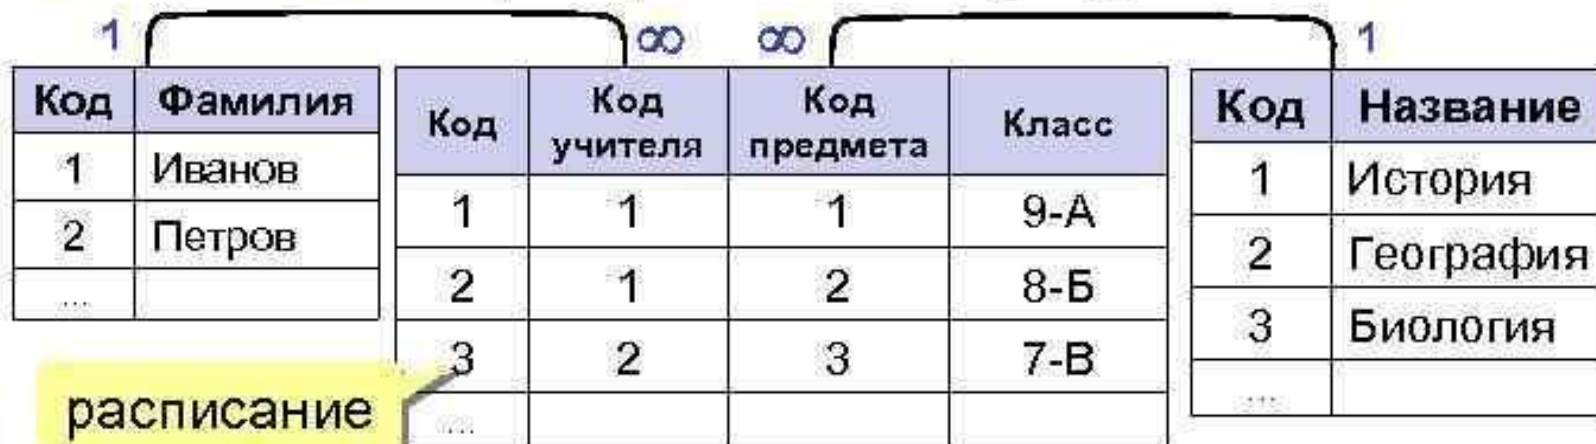 1 ∞ ∞ 1
Код Фамилия
1 Иванов
2 Петров
...
Код Код учителя Код предмета Класс
1 1 1 9-А
2 1 2 8-Б
3 2 3 7-В
...
Код Название
1 История
2 География
3 Биология
...
расписание